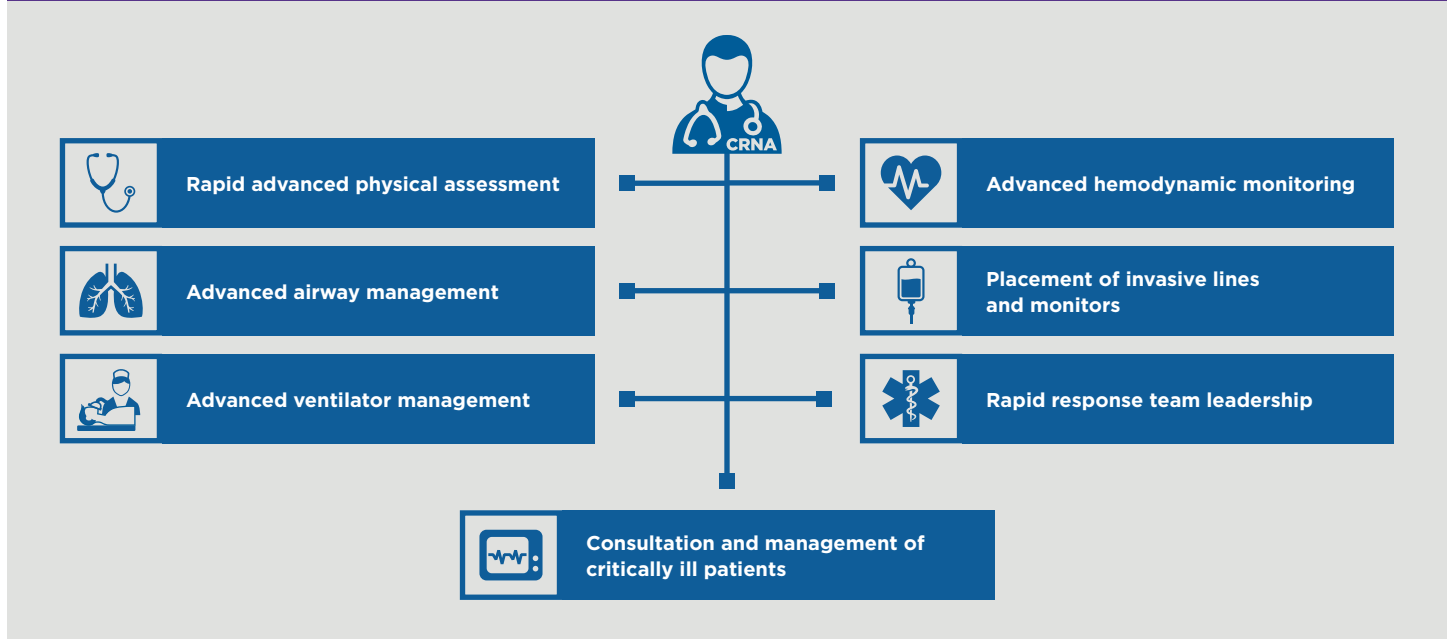 CRNA
Rapid advanced physical assessment
Advanced airway management
Advanced ventilator management
Advanced hemodynamic monitoring
Placement of invasive lines
and monitors
Rapid response team leadership
Consultation and management of
critically ill patients